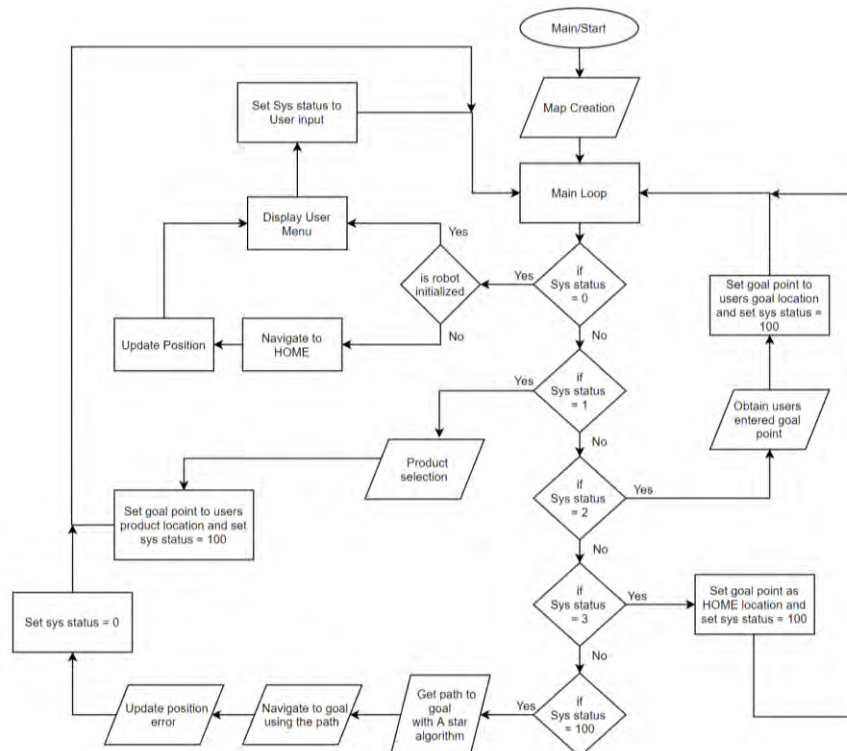 Main/Start
Map Creation
Set Sys status to
User input
Main Loop
Display User
Menu
Yes
is robot
initialized
Yes
if
Sys status
= 0
Set goal point to
users goal location
and set sys status =
100
No
Update Position
Navigate to
HOME
No
Yes
if
Sys status
= 1
Obtain users
entered goal
point
No
Product
selection
if
Sys status
= 2
Yes
Set goal point to users
product location and set
sys status = 100
No
Set sys status = 0
if
Sys status
= 3
Yes
Set goal point as
HOME location and
set sys status = 100
No
Update position
error
Navigate to goal
using the path
Get path to
goal
with A star
algorithm
Yes
if
Sys status
= 100